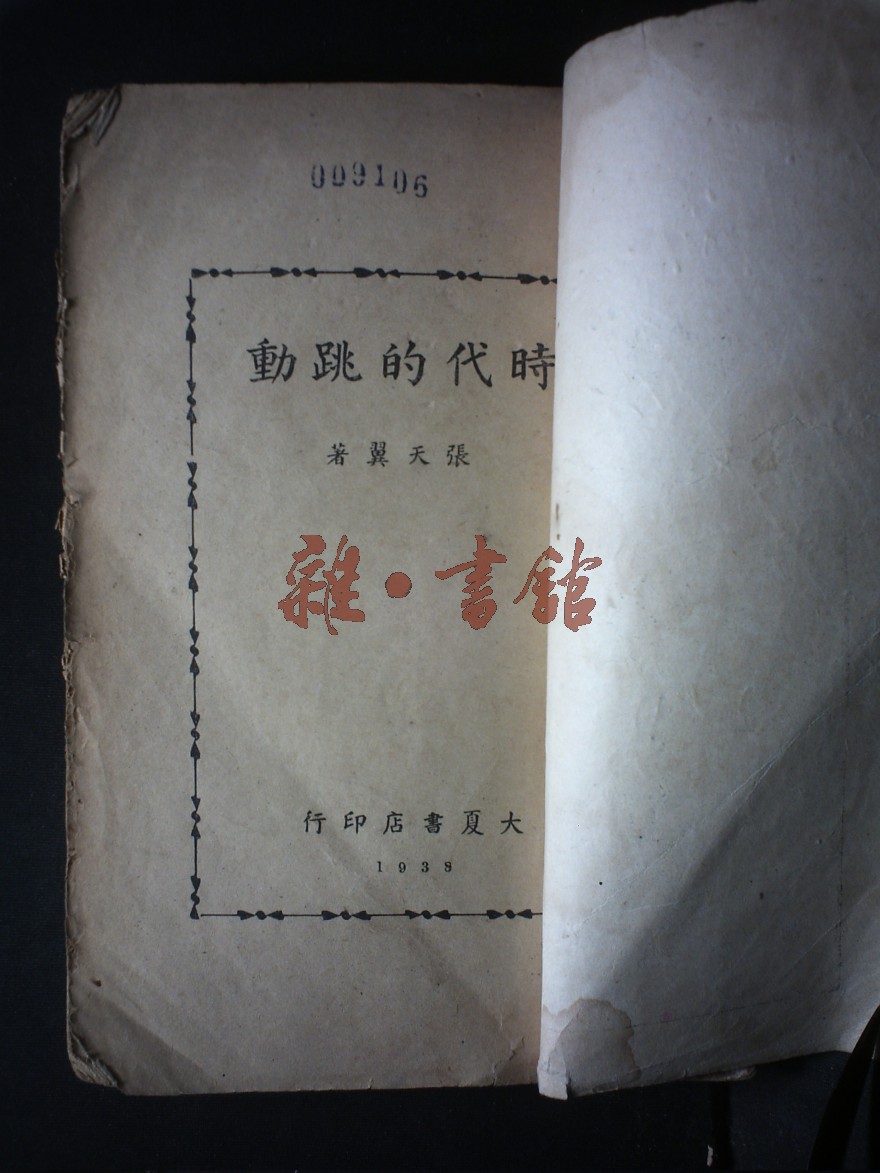 009106
時代的跳動
張天翼著
雜・書館
大夏書店印行
1938